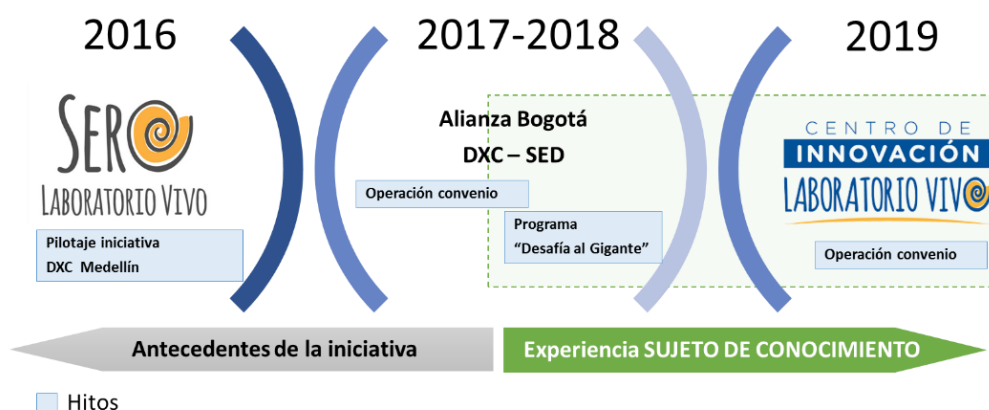 2016
2017-2018
2019
SERO
LABORATORIO VIVO
Pilotaje iniciativa
DXC Medellín
Alianza Bogotá
DXC – SED
Operación convenio
Programa
“Desafía al Gigante”
CENTRO DE
INNOVACIÓN
LABORATORIO VIVO
Operación convenio
Antecedentes de la iniciativa
Experiencia SUJETO DE CONOCIMIENTO
Hitos